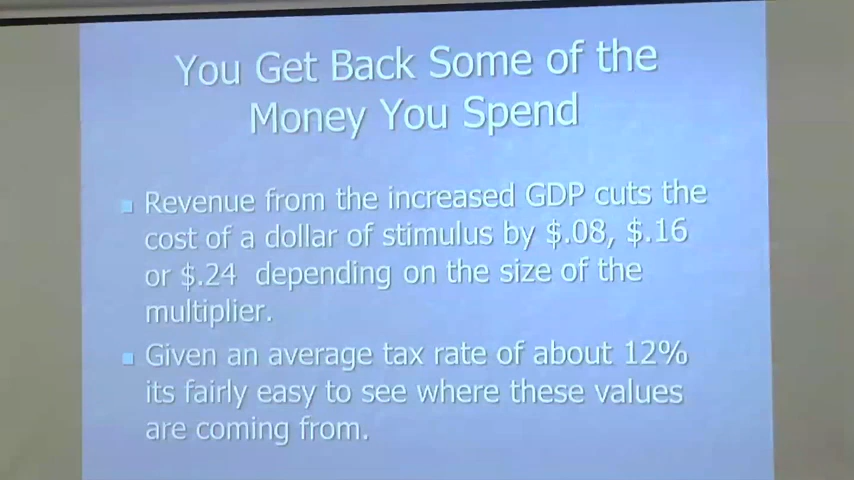 You Get Back Some of the
Money You Spend
Revenue from the increased GDP cuts the
cost of a dollar of stimulus by $.08, $.16
or $.24 depending on the size of the
multiplier.
Given an average tax rate of about 12%
its fairly easy to see where these values
are coming from.